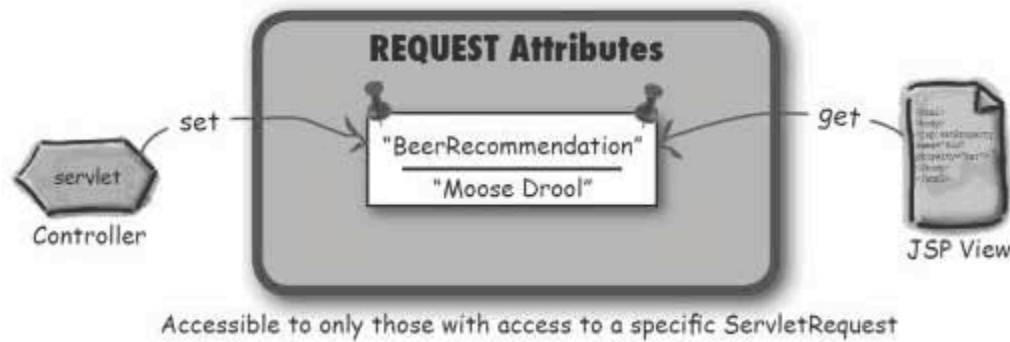 REQUEST Attributes
set
get
"BeerRecommendation"
"Moose Drool"
servlet
Controller
JSP View
Accessible to only those with access to a specific ServletRequest